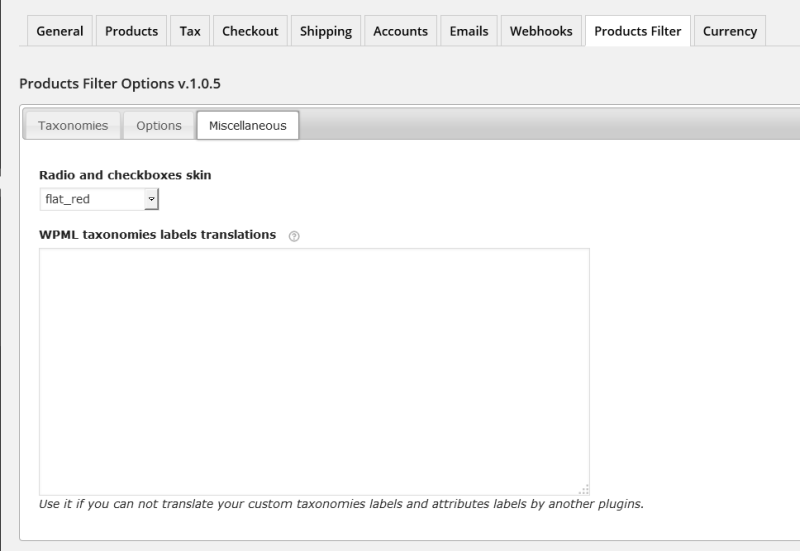 General Products Tax Checkout Shipping Accounts Emails Webhooks Products Filter Currency
Products Filter Options v.1.0.5
Taxonomies Options Miscellaneous
Radio and checkboxes skin
flat_red
WPML taxonomies labels translations ?
Use it if you can not translate your custom taxonomies labels and attributes labels by another plugins.